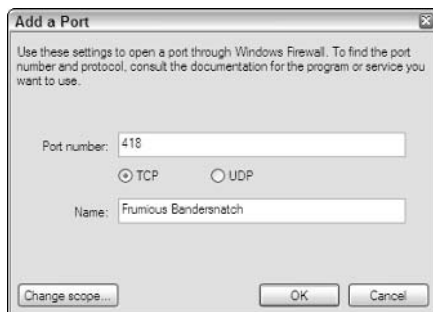 Add a Port
Use these settings to open a port through Windows Firewall. To find the port
number and protocol, consult the documentation for the program or service you
want to use.
Port number: 418
TCP UDP
Name: Frumious Bandersnatch
Change scope... OK Cancel